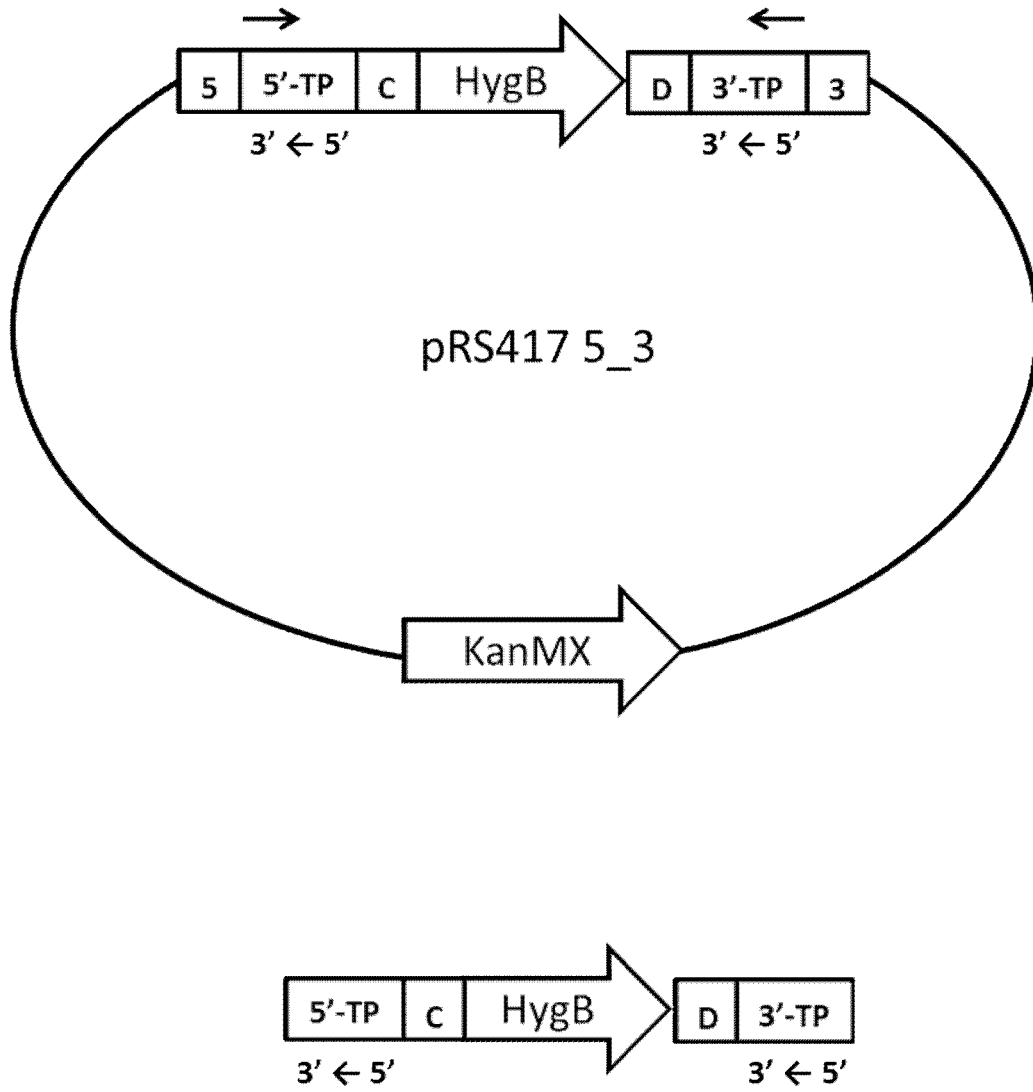 5 5'-TP C HygB D 3'-TP 3
3' ← 5' 3' ← 5'
pRS417 5_3
KanMX
5'-TP C HygB D 3'-TP
3' ← 5' 3' ← 5'